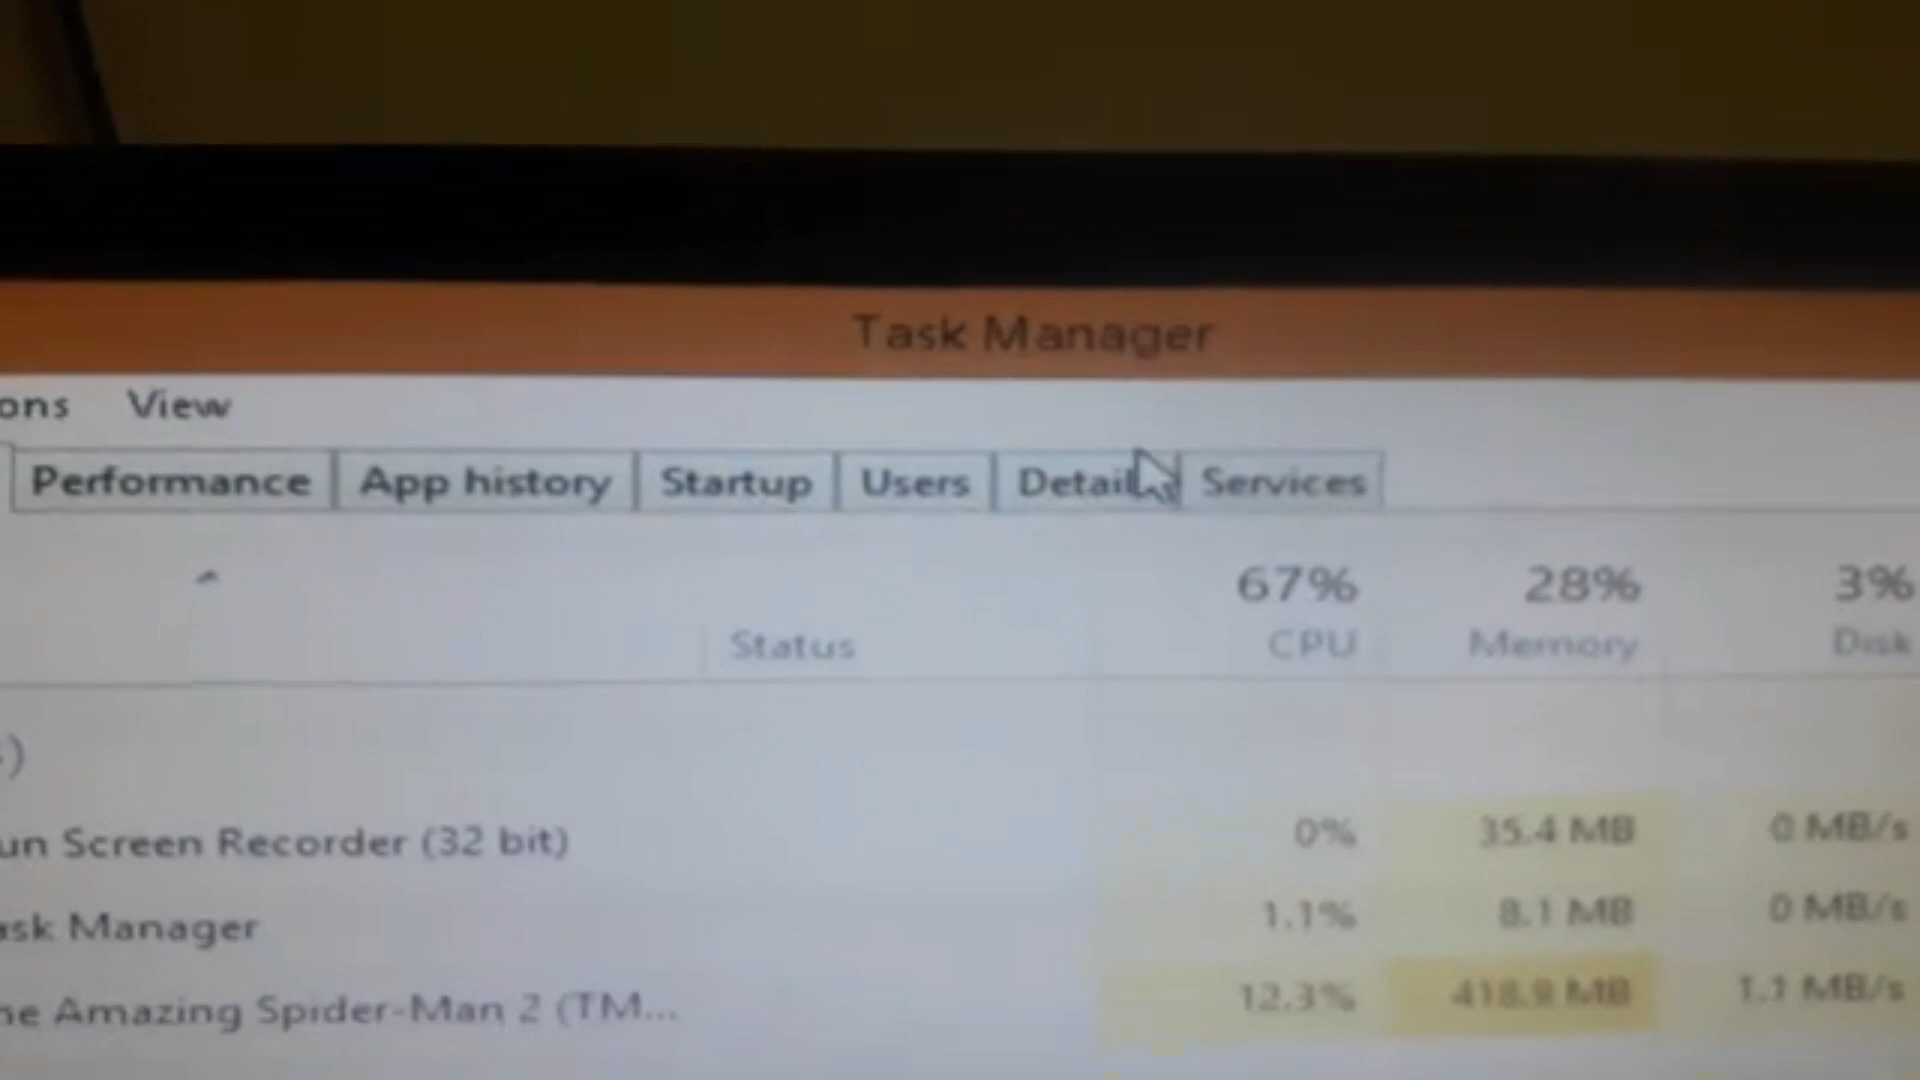 Task Manager
ons View
Performance App history Startup Users Detail Services
67% 28% 3%
Status CPU Memory Disk
s)
un Screen Recorder (32 bit) 0% 35.4 MB 0 MB/s
ask Manager 1.1% 8.1 MB 0 MB/s
he Amazing Spider-Man 2 (TM... 12.3% 418.9 MB 1.1 MB/s